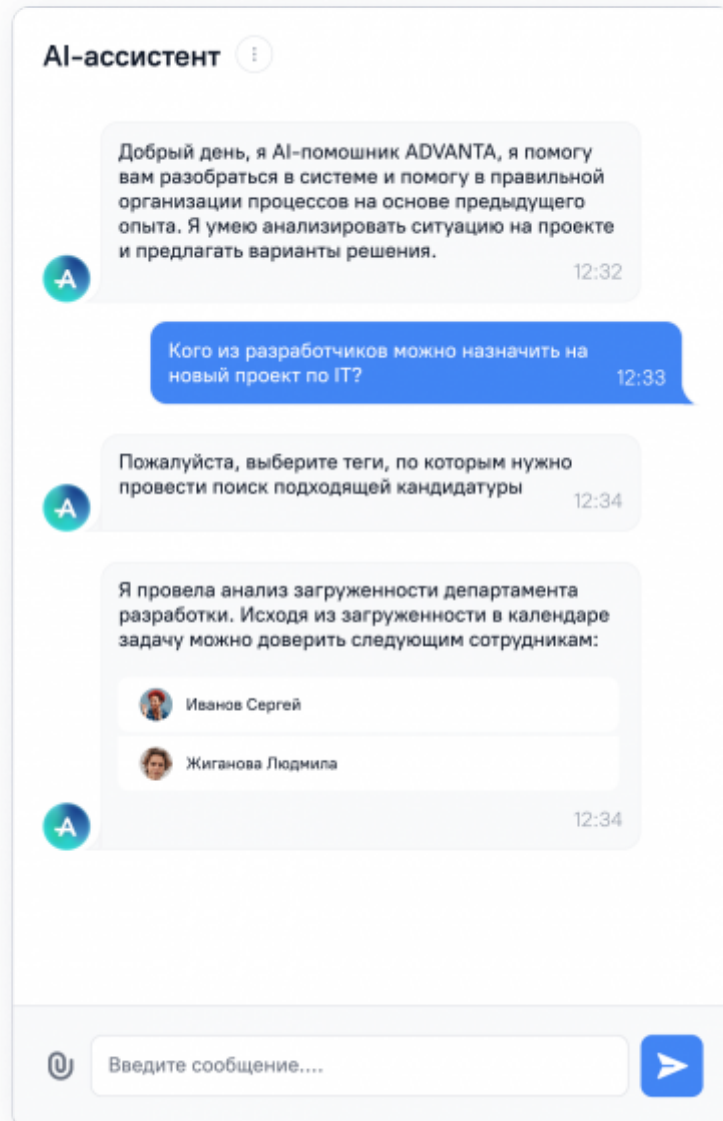 AI-ассистент
Добрый день, я AI-помошник ADVANTA, я помогу
вам разобраться в системе и помогу в правильной
организации процессов на основе предыдущего
опыта. Я умею анализировать ситуацию на проекте
и предлагать варианты решения.
12:32
Кого из разработчиков можно назначить на
новый проект по IT?
12:33
Пожалуйста, выберите теги, по которым нужно
провести поиск подходящей кандидатуры
12:34
Я провела анализ загруженности департамента
разработки. Исходя из загруженности в календаре
задачу можно доверить следующим сотрудникам:
Иванов Сергей
Жиганова Людмила
12:34
Введите сообщение....